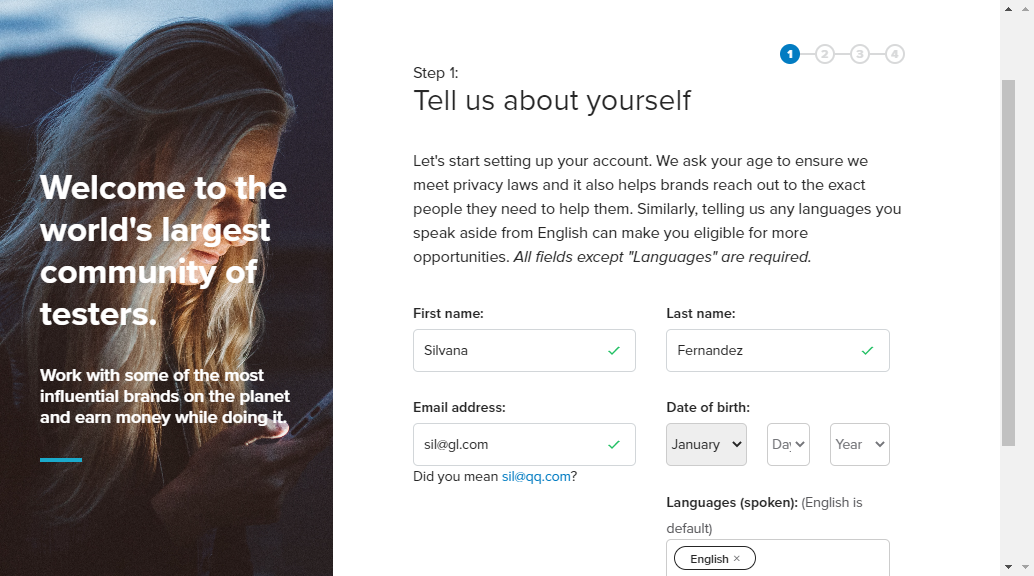 Welcome to the
world's largest
community of
testers.
Work with some of the most
influential brands on the planet
and earn money while doing it.
1 2 3 4
Step 1:
Tell us about yourself
Let's start setting up your account. We ask your age to ensure we
meet privacy laws and it also helps brands reach out to the exact
people they need to help them. Similarly, telling us any languages you
speak aside from English can make you eligible for more
opportunities. All fields except "Languages" are required.
First name: Last name:
Silvana Fernandez
Email address: Date of birth:
sil@gl.com January Day Year
Did you mean sil@qq.com?
Languages (spoken): (English is
default)
English ×